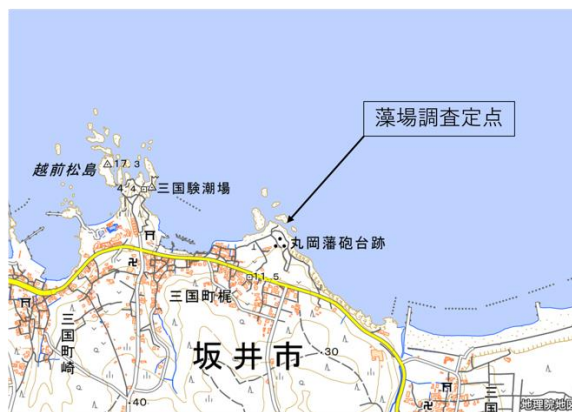 藻場調査定点
越前松島
17.3
4.4
三国験潮場
丸岡藩砲台跡
11.5
三国町梶
三国町崎
坂井市
30
40
三国
地理院地図